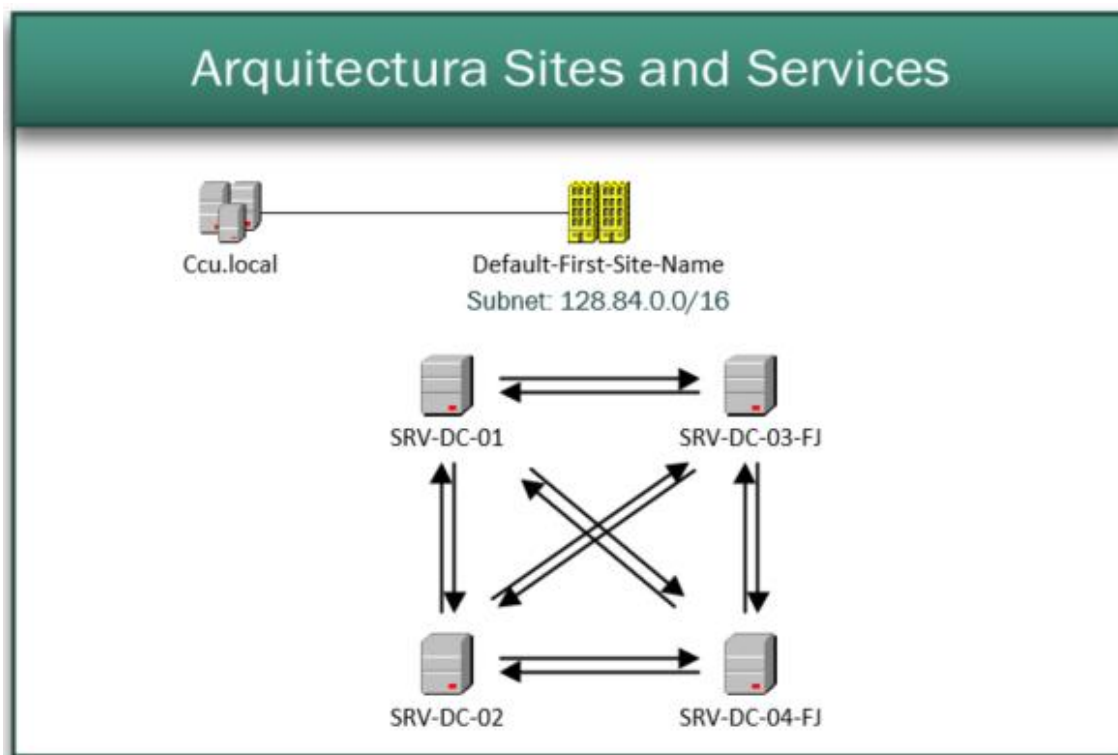 Arquitectura Sites and Services
Ccu.local
Default-First-Site-Name
Subnet: 128.84.0.0/16
SRV-DC-01
SRV-DC-03-FJ
SRV-DC-02
SRV-DC-04-FJ